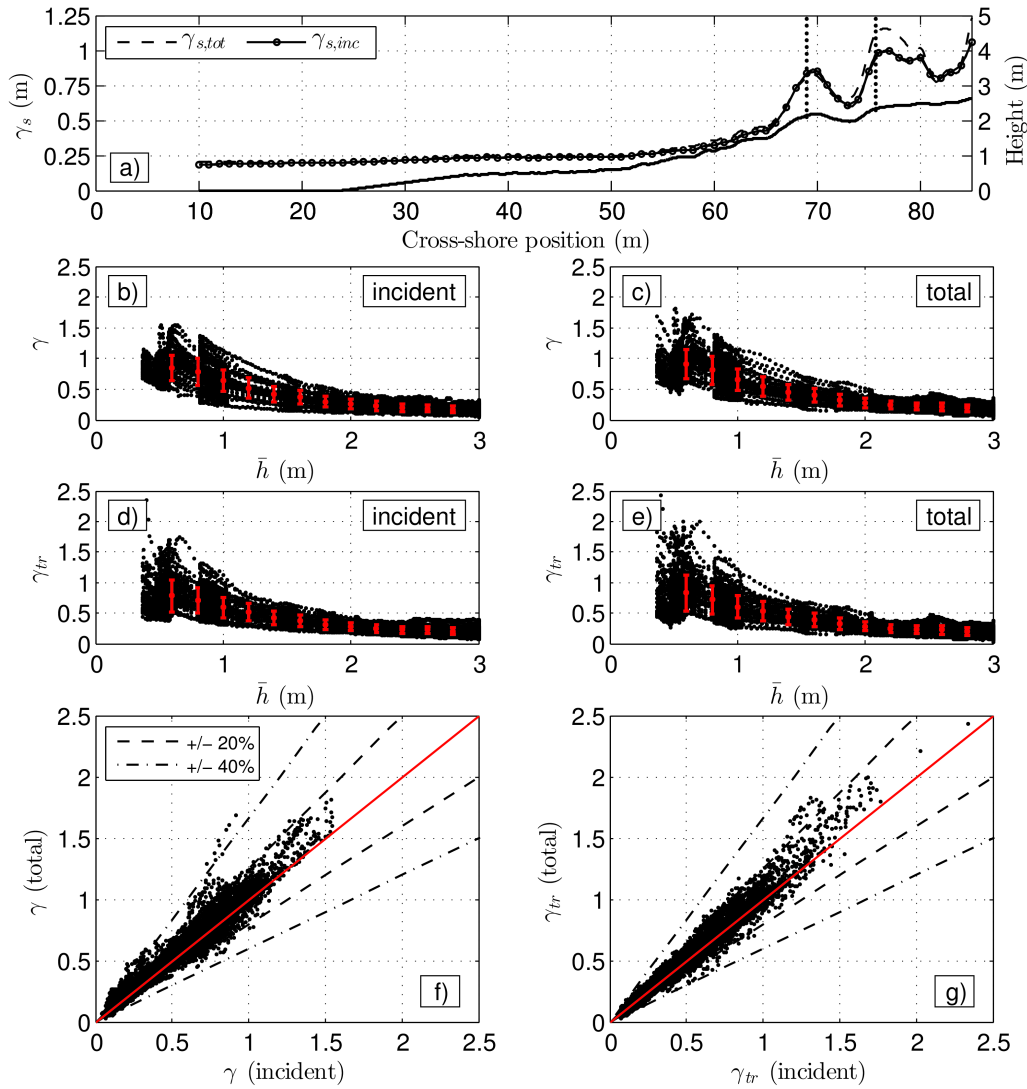 1.25
1
0.75
0.5
0.25
0
γs (m)
γs,tot γs,inc
a)
5
4
3
2
1
0
Height (m)
0 10 20 30 40 50 60 70 80
Cross-shore position (m)
2.5
2
1.5
1
0.5
0
γ
b)
incident
0 1 2 3
h̄ (m)
2.5
2
1.5
1
0.5
0
γ
c)
total
0 1 2 3
h̄ (m)
2.5
2
1.5
1
0.5
0
γtr
d)
incident
0 1 2 3
h̄ (m)
2.5
2
1.5
1
0.5
0
γtr
e)
total
0 1 2 3
h̄ (m)
2.5
2
1.5
1
0.5
0
γ (total)
+/− 20%
+/− 40%
f)
0 0.5 1 1.5 2 2.5
γ (incident)
2.5
2
1.5
1
0.5
0
γtr (total)
g)
0 0.5 1 1.5 2 2.5
γtr (incident)